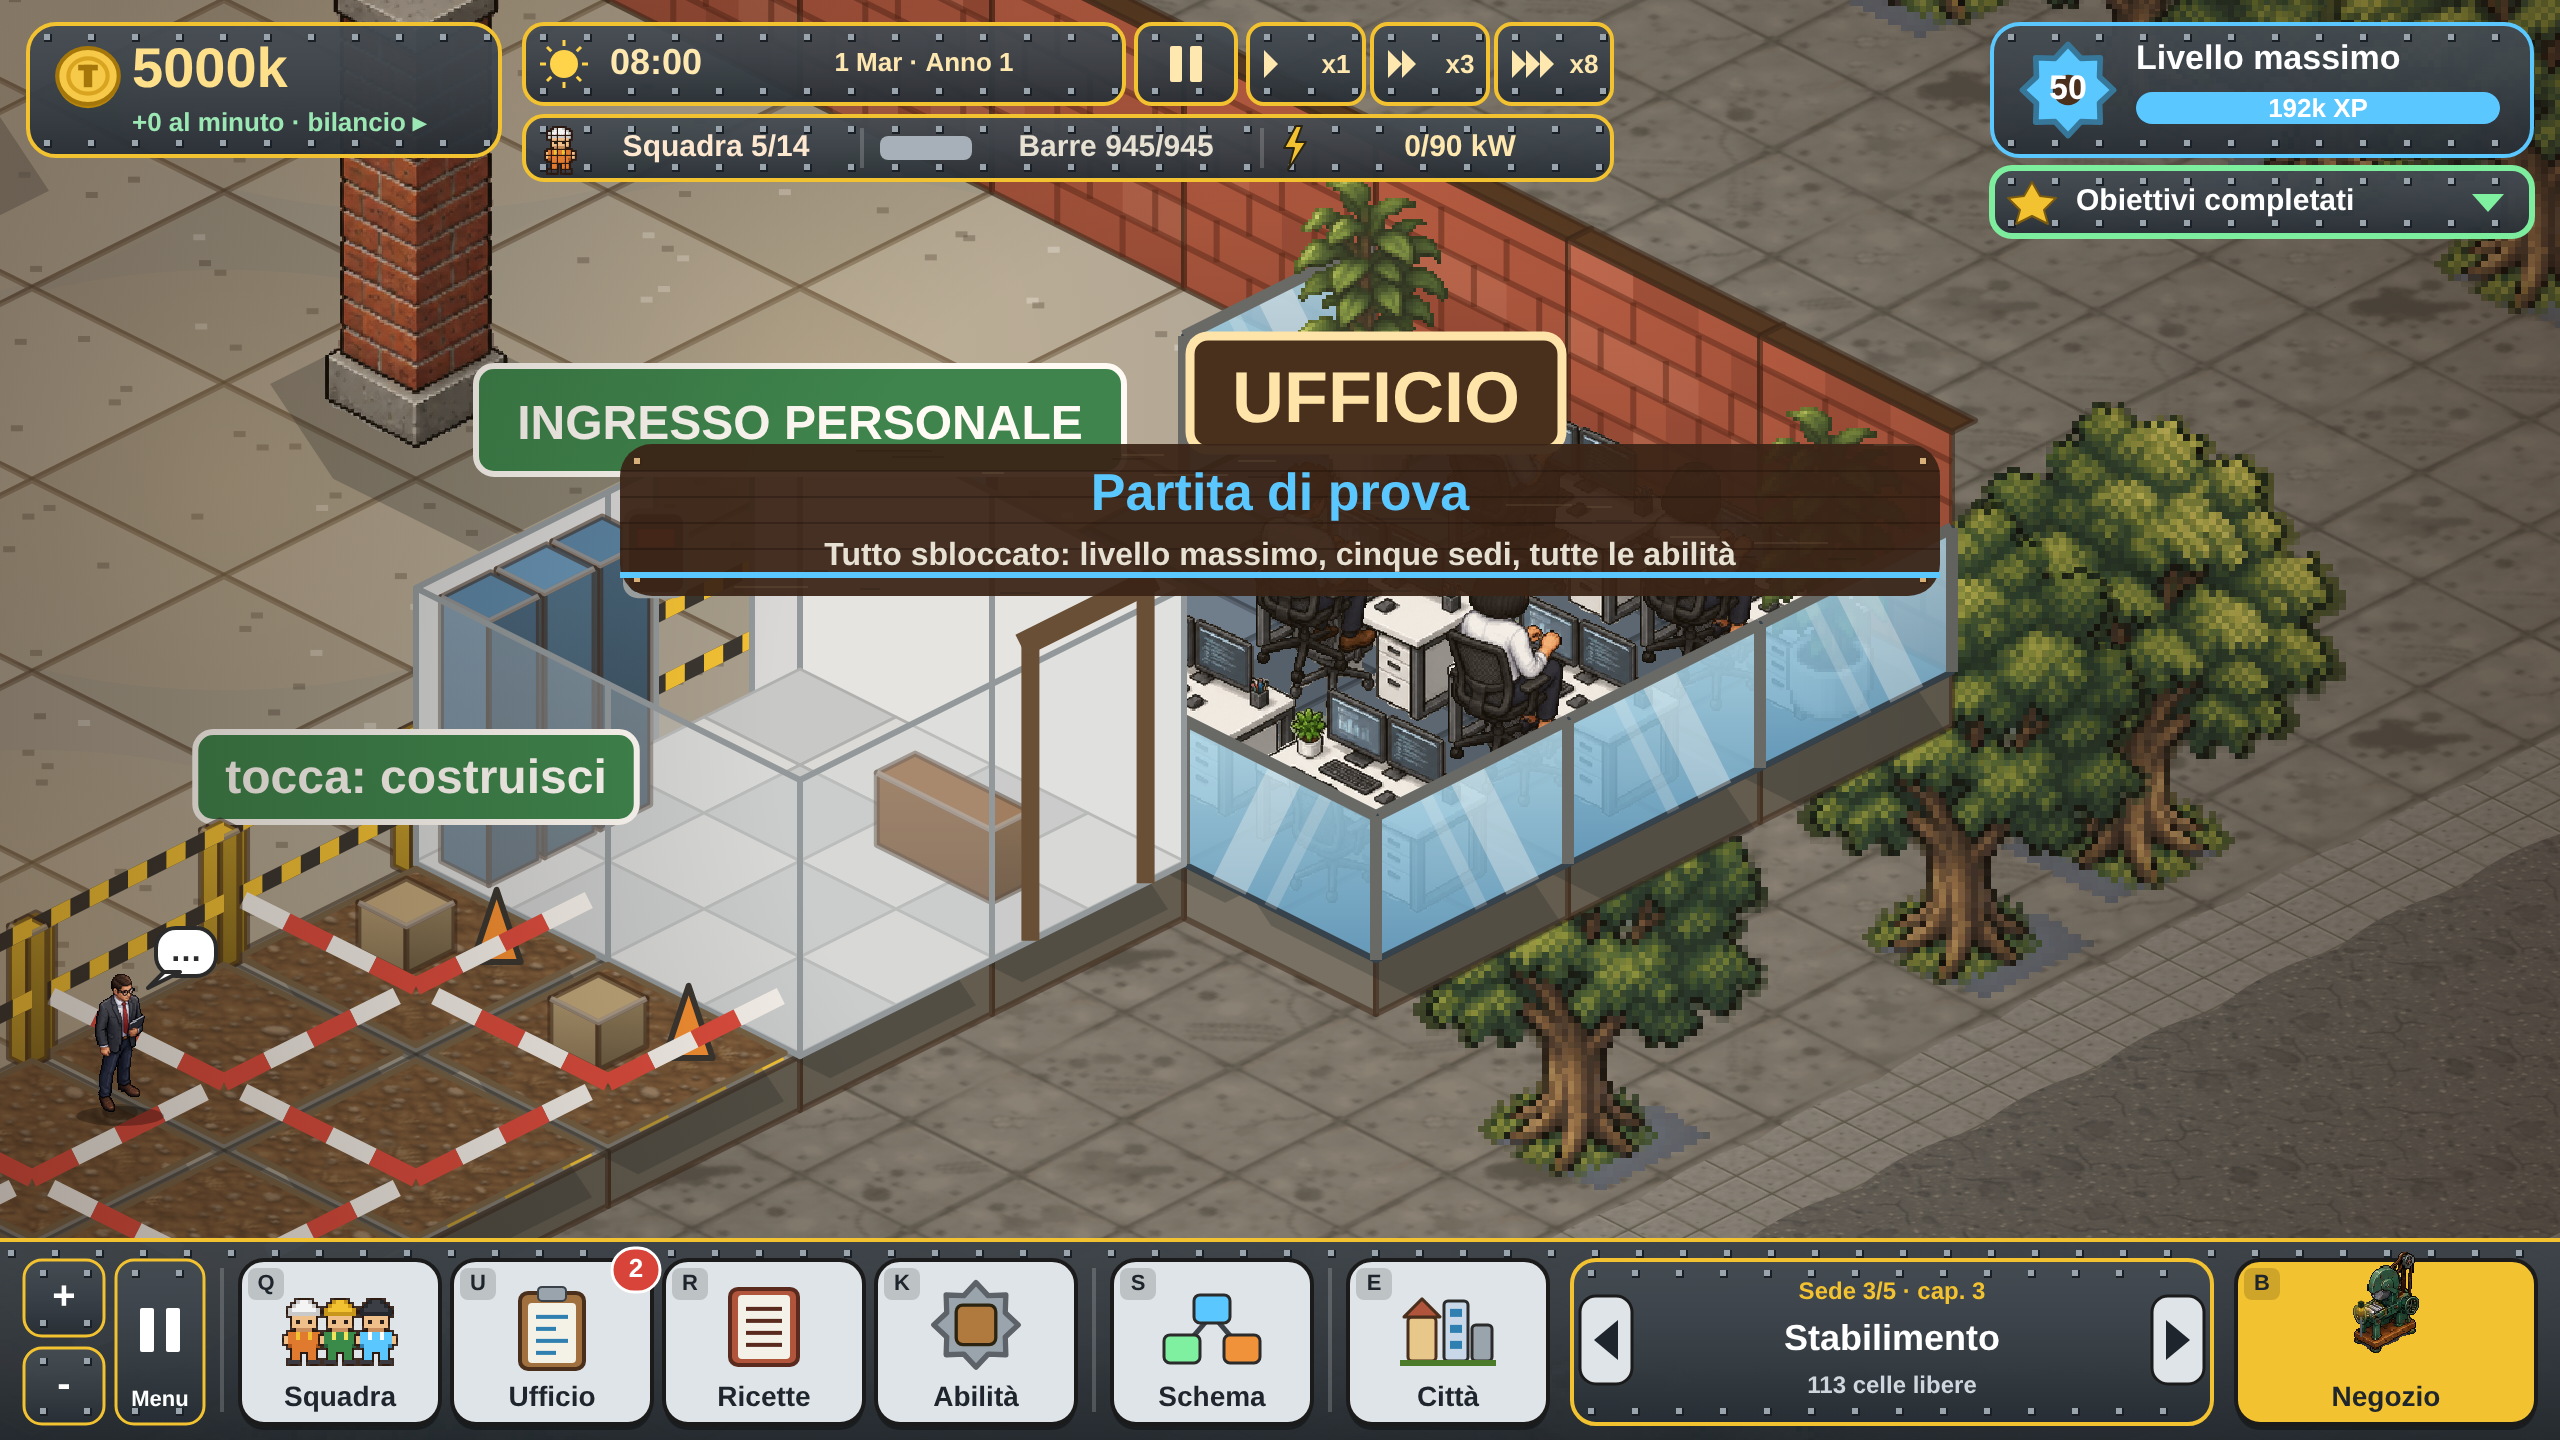 5000k
+0 al minuto · bilancio ▸
08:00
1 Mar · Anno 1
x1
x3
x8
Squadra 5/14
Barre 945/945
0/90 kW
50
Livello massimo
192k XP
Obiettivi completati
INGRESSO PERSONALE
UFFICIO
Partita di prova
Tutto sbloccato: livello massimo, cinque sedi, tutte le abilità
tocca: costruisci
...
+
-
Menu
Q
Squadra
U
2
Ufficio
R
Ricette
K
Abilità
S
Schema
E
Città
Sede 3/5 · cap. 3
Stabilimento
113 celle libere
B
Negozio